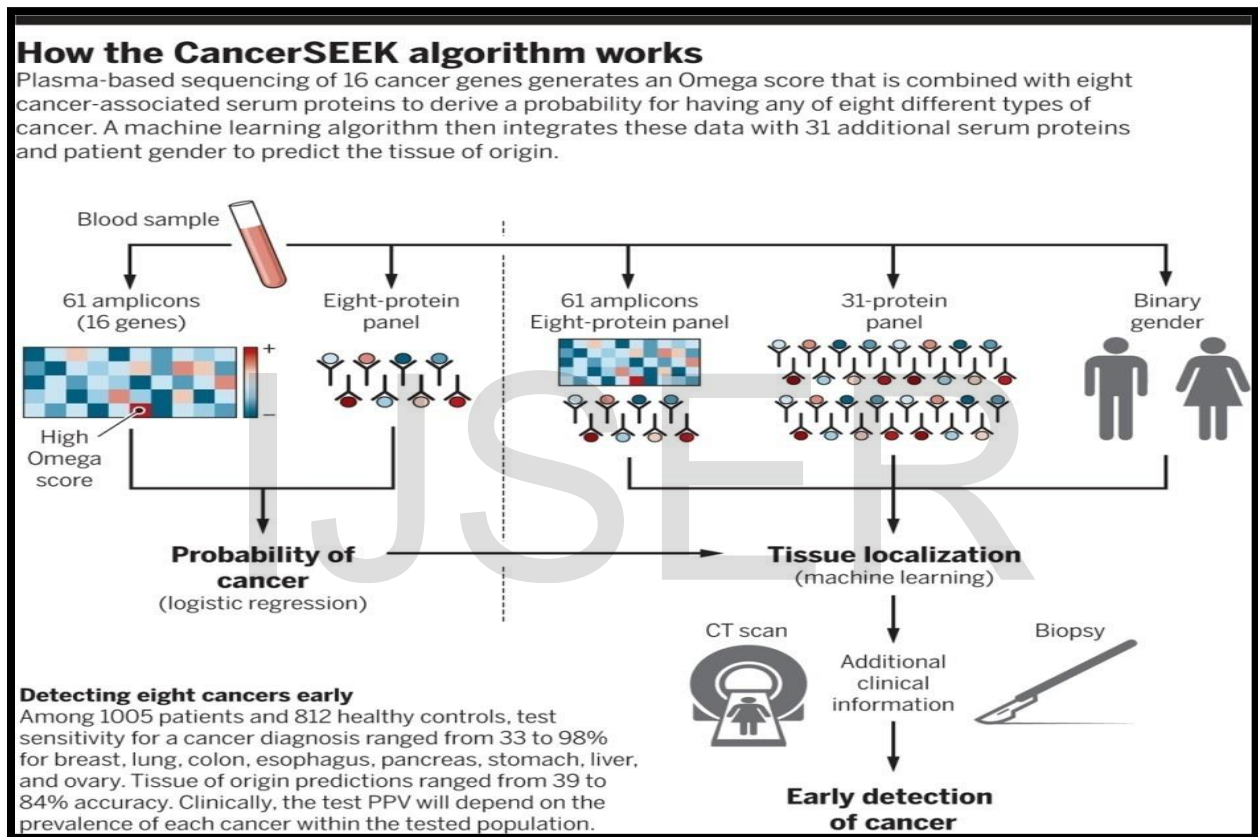 How the CancerSEEK algorithm works
Plasma-based sequencing of 16 cancer genes generates an Omega score that is combined with eight
cancer-associated serum proteins to derive a probability for having any of eight different types of
cancer. A machine learning algorithm then integrates these data with 31 additional serum proteins
and patient gender to predict the tissue of origin.
Blood sample
61 amplicons
(16 genes)
Eight-protein
panel
61 amplicons
Eight-protein panel
31-protein
panel
Binary
gender
+
–
High
Omega
score
IJSER
Probability of
cancer
(logistic regression)
Tissue localization
(machine learning)
CT scan
Biopsy
Additional
clinical
information
Detecting eight cancers early
Among 1005 patients and 812 healthy controls, test
sensitivity for a cancer diagnosis ranged from 33 to 98%
for breast, lung, colon, esophagus, pancreas, stomach, liver,
and ovary. Tissue of origin predictions ranged from 39 to
84% accuracy. Clinically, the test PPV will depend on the
prevalence of each cancer within the tested population.
Early detection
of cancer